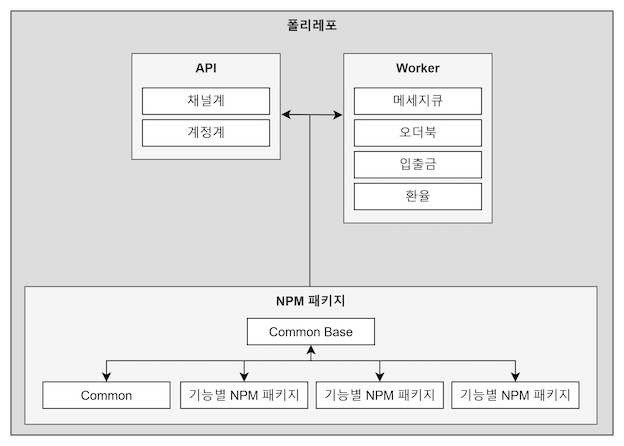 폴리레포
API
채널계
계정계
Worker
메세지큐
오더북
입출금
환율
NPM 패키지
Common Base
Common
기능별 NPM 패키지
기능별 NPM 패키지
기능별 NPM 패키지